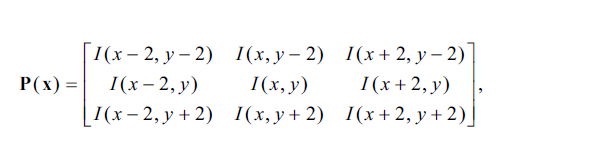 I(x – 2, y – 2) I(x, y – 2) I(x + 2, y – 2)
P(x) = I(x – 2, y) I(x, y) I(x + 2, y) ,
I(x – 2, y + 2) I(x, y + 2) I(x + 2, y + 2)